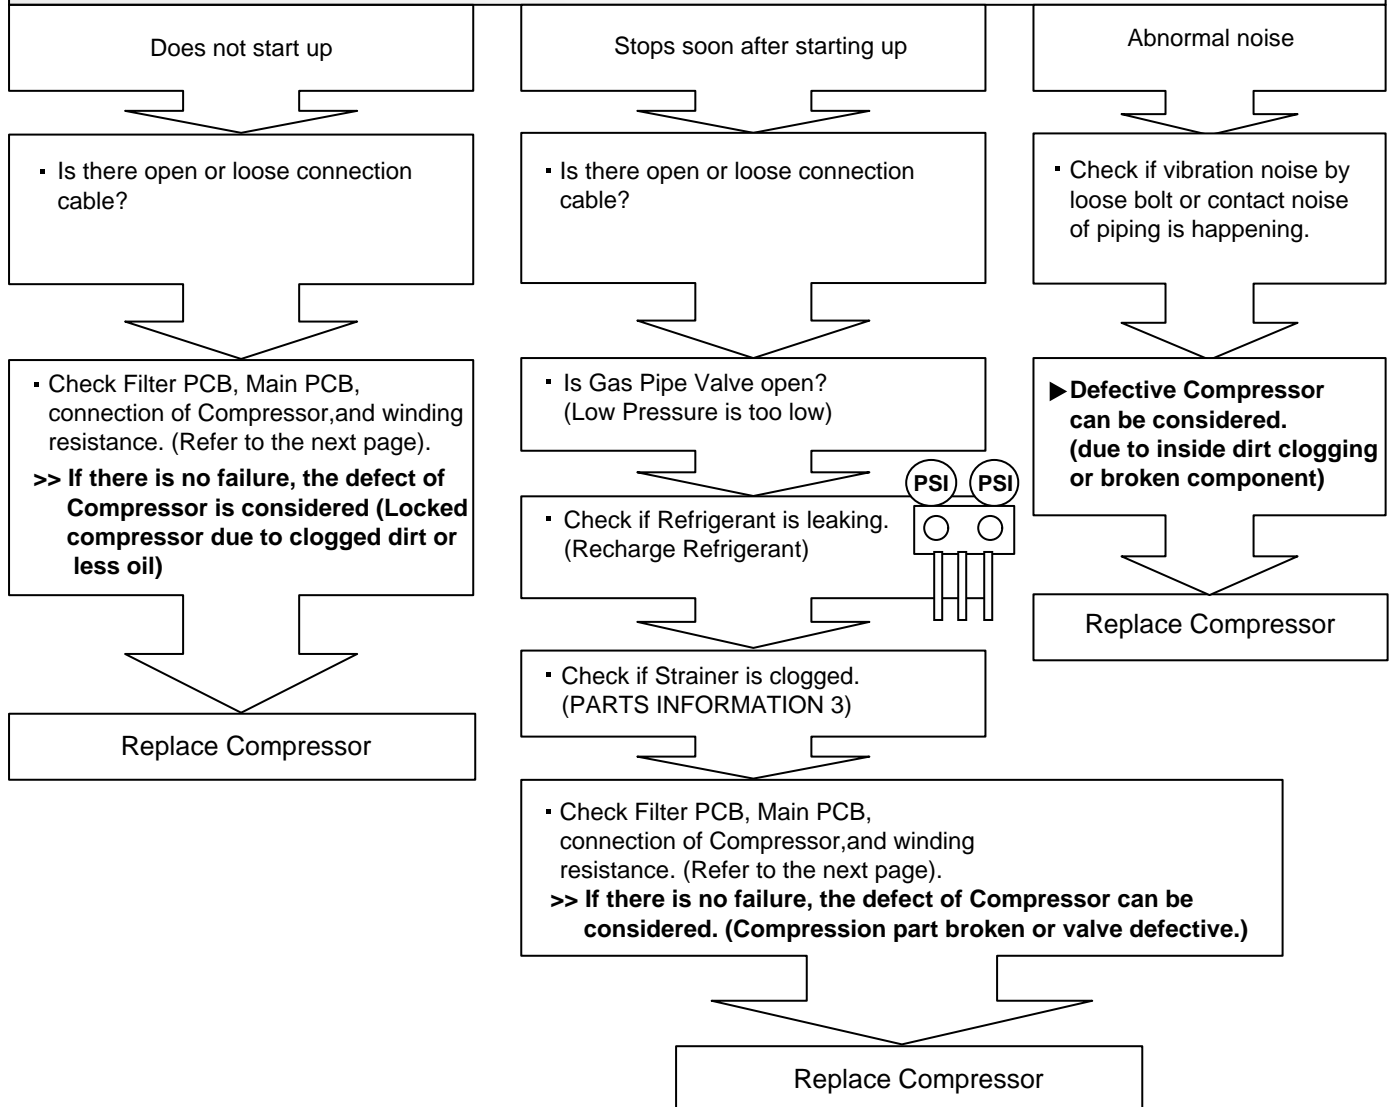 Does not start up
▪ Is there open or loose connection
cable?
▪ Check Filter PCB, Main PCB,
connection of Compressor,and winding
resistance. (Refer to the next page).
>> If there is no failure, the defect of
Compressor is considered (Locked
compressor due to clogged dirt or
less oil)
Replace Compressor
Stops soon after starting up
▪ Is there open or loose connection
cable?
▪ Is Gas Pipe Valve open?
(Low Pressure is too low)
▪ Check if Refrigerant is leaking.
(Recharge Refrigerant)
PSI PSI
▪ Check if Strainer is clogged.
(PARTS INFORMATION 3)
▪ Check Filter PCB, Main PCB,
connection of Compressor,and winding
resistance. (Refer to the next page).
>> If there is no failure, the defect of Compressor can be
considered. (Compression part broken or valve defective.)
Replace Compressor
Abnormal noise
▪ Check if vibration noise by
loose bolt or contact noise
of piping is happening.
▶Defective Compressor
can be considered.
(due to inside dirt clogging
or broken component)
Replace Compressor